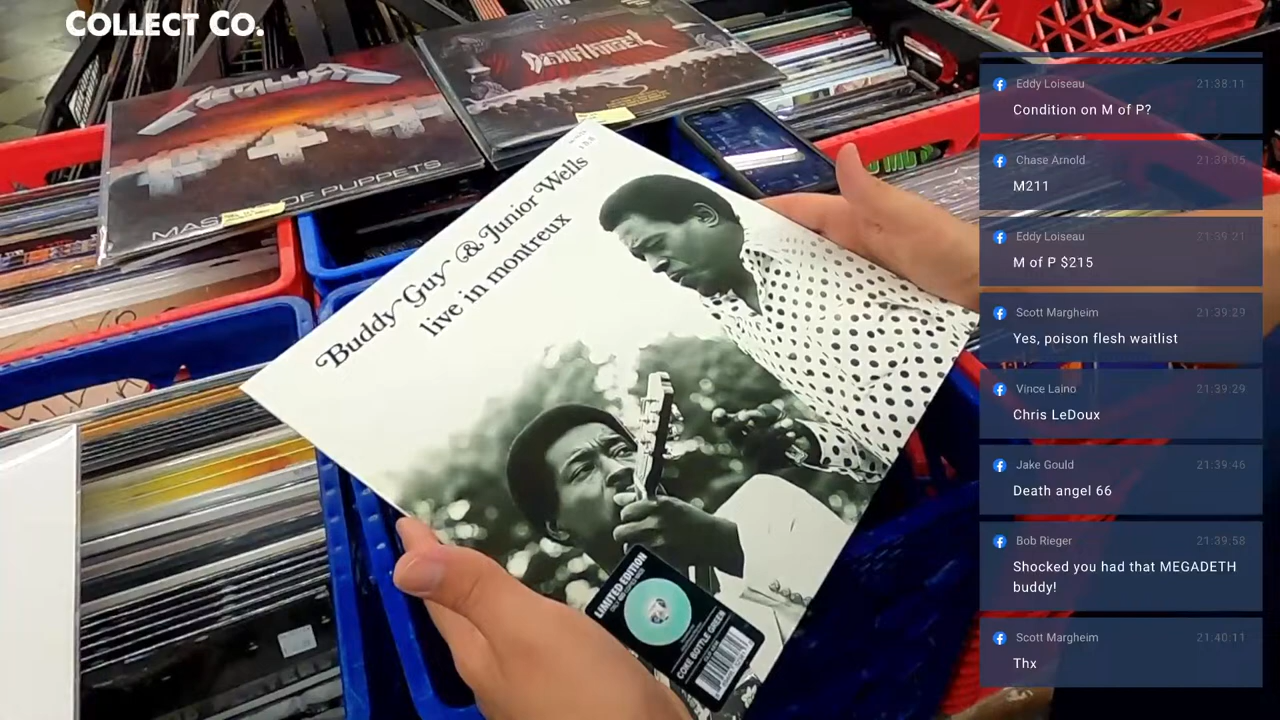 COLLECT CO.
METALLICA
MASTER OF PUPPETS
DEATH ANGEL
Buddy Guy & Junior Wells
live in montreux
LIMITED EDITION
COKE BOTTLE GREEN
Eddy Loiseau 21:38:11
Condition on M of P?
Chase Arnold 21:39:05
M211
Eddy Loiseau 21:39:21
M of P $215
Scott Margheim 21:39:29
Yes, poison flesh waitlist
Vince Laino 21:39:29
Chris LeDoux
Jake Gould 21:39:46
Death angel 66
Bob Rieger 21:39:58
Shocked you had that MEGADETH
buddy!
Scott Margheim 21:40:11
Thx